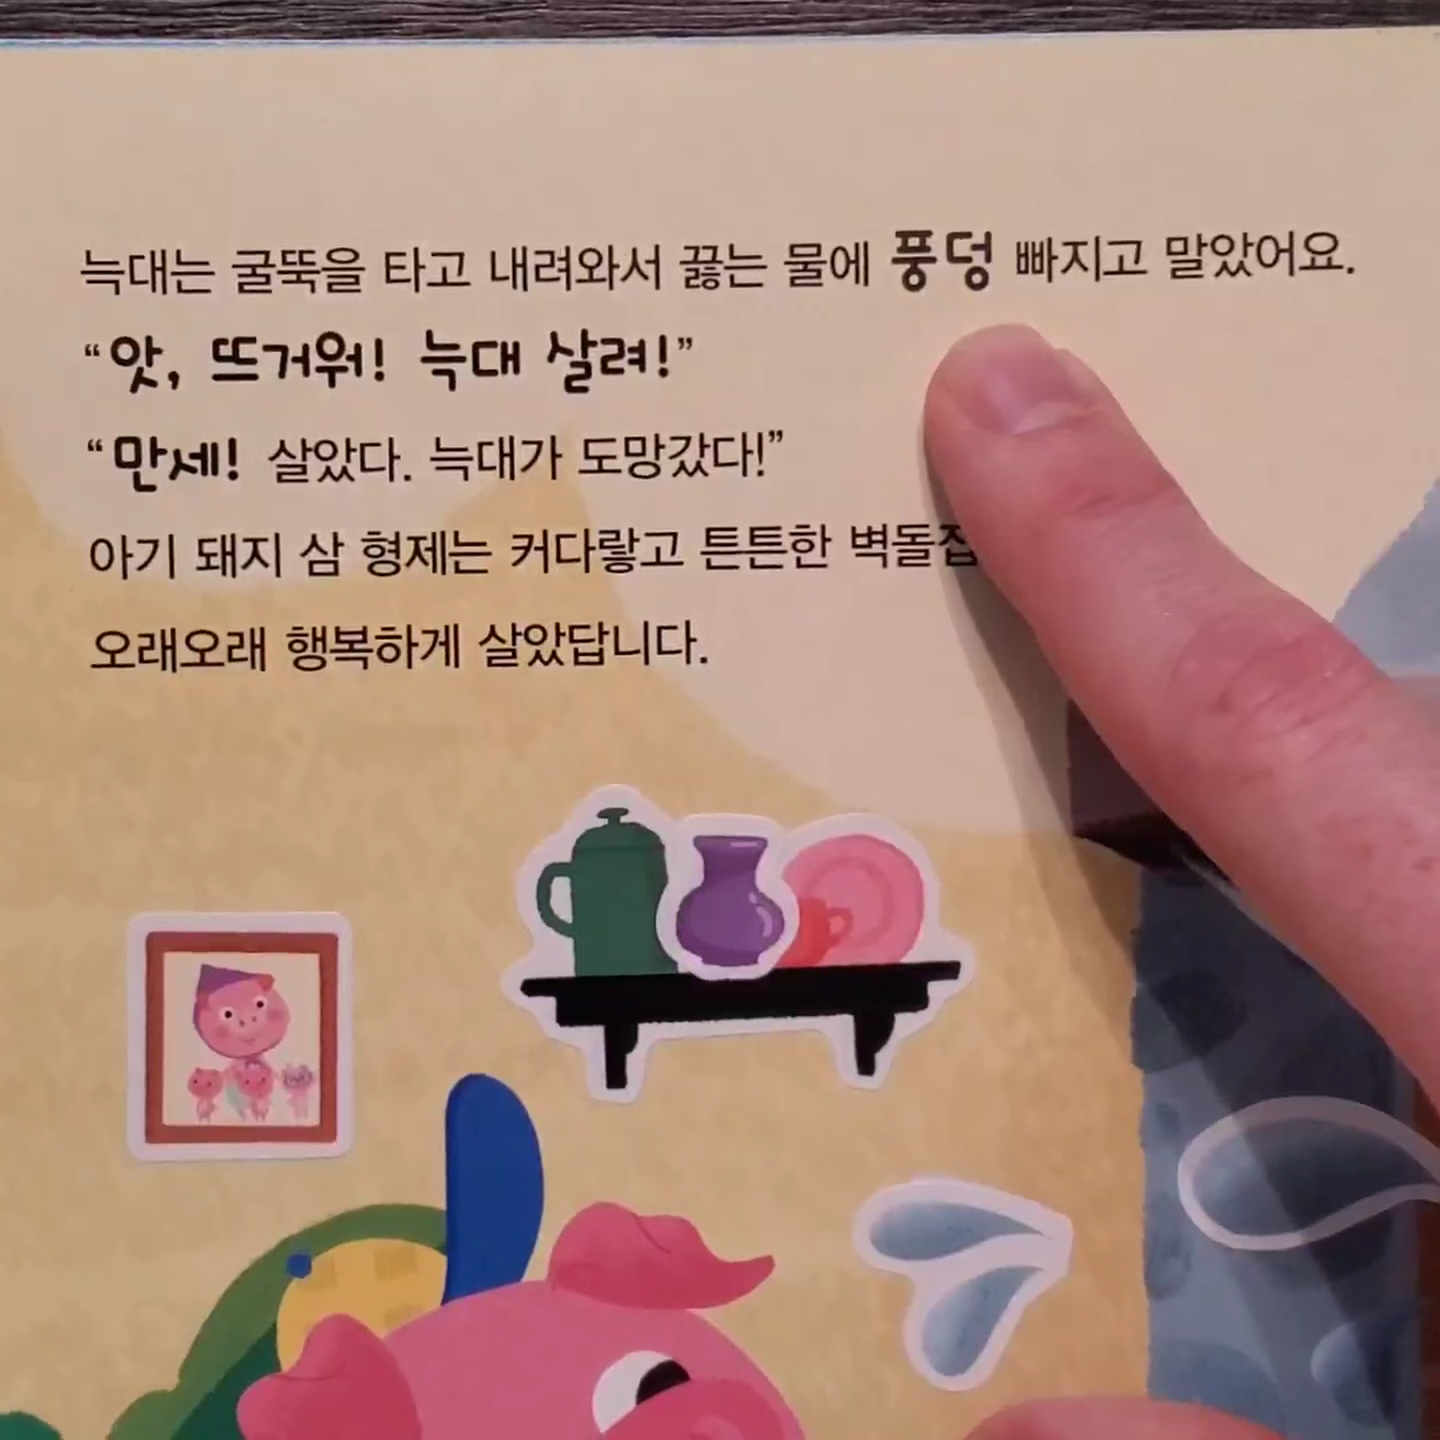 늑대는 굴뚝을 타고 내려와서 끓는 물에 풍덩 빠지고 말았어요.
“앗, 뜨거워! 늑대 살려!”
“만세! 살았다. 늑대가 도망갔다!”
아기 돼지 삼 형제는 커다랗고 튼튼한 벽돌집
오래오래 행복하게 살았답니다.